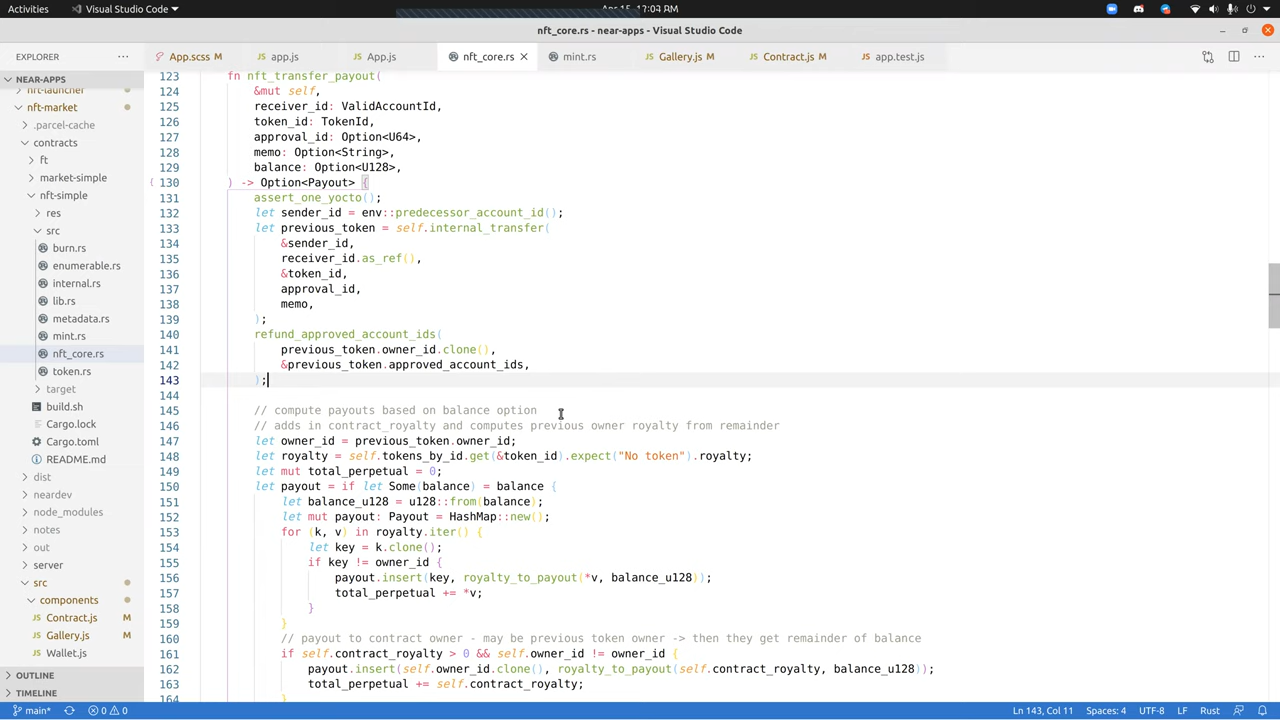 Activities
Visual Studio Code
nft_core.rs - near-apps - Visual Studio Code
EXPLORER
App.scss M
app.js
App.js
nft_core.rs
mint.rs
Gallery.js M
Contract.js M
app.test.js
NEAR-APPS
nft-launcher
nft-market
.parcel-cache
contracts
ft
market-simple
nft-simple
res
src
burn.rs
enumerable.rs
internal.rs
lib.rs
metadata.rs
mint.rs
nft_core.rs
token.rs
target
build.sh
Cargo.lock
Cargo.toml
README.md
dist
neardev
node_modules
notes
out
server
src
components
Contract.js M
Gallery.js M
Wallet.js
OUTLINE
TIMELINE
123 fn nft_transfer_payout(
124 &mut self,
125 receiver_id: ValidAccountId,
126 token_id: TokenId,
127 approval_id: Option<U64>,
128 memo: Option<String>,
129 balance: Option<U128>,
130 ) -> Option<Payout> {
131 assert_one_yocto();
132 let sender_id = env::predecessor_account_id();
133 let previous_token = self.internal_transfer(
134 &sender_id,
135 receiver_id.as_ref(),
136 &token_id,
137 approval_id,
138 memo,
139 );
140 refund_approved_account_ids(
141 previous_token.owner_id.clone(),
142 &previous_token.approved_account_ids,
143 );
144
145 // compute payouts based on balance option
146 // adds in contract_royalty and computes previous owner royalty from remainder
147 let owner_id = previous_token.owner_id;
148 let royalty = self.tokens_by_id.get(&token_id).expect("No token").royalty;
149 let mut total_perpetual = 0;
150 let payout = if let Some(balance) = balance {
151 let balance_u128 = u128::from(balance);
152 let mut payout: Payout = HashMap::new();
153 for (k, v) in royalty.iter() {
154 let key = k.clone();
155 if key != owner_id {
156 payout.insert(key, royalty_to_payout(*v, balance_u128));
157 total_perpetual += *v;
158 }
159 }
160 // payout to contract owner - may be previous token owner -> then they get remainder of balance
161 if self.contract_royalty > 0 && self.owner_id != owner_id {
162 payout.insert(self.owner_id.clone(), royalty_to_payout(self.contract_royalty, balance_u128));
163 total_perpetual += self.contract_royalty;
164 }
main*
0 0
Ln 143, Col 11
Spaces: 4
UTF-8
LF
Rust